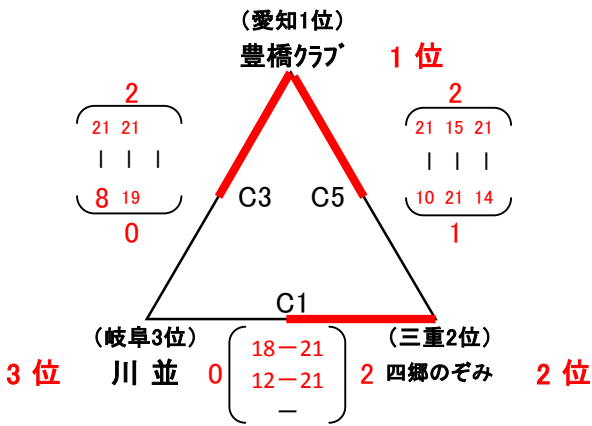 (愛知1位)
豊橋クラブ 1位
2 2
21 21 21 15 21
| | | | | |
8 19 10 21 14
0 1
C3 C5
C1
(岐阜3位) (三重2位)
3位 川並 0 18－21 2 四郷のぞみ 2位
12－21
－